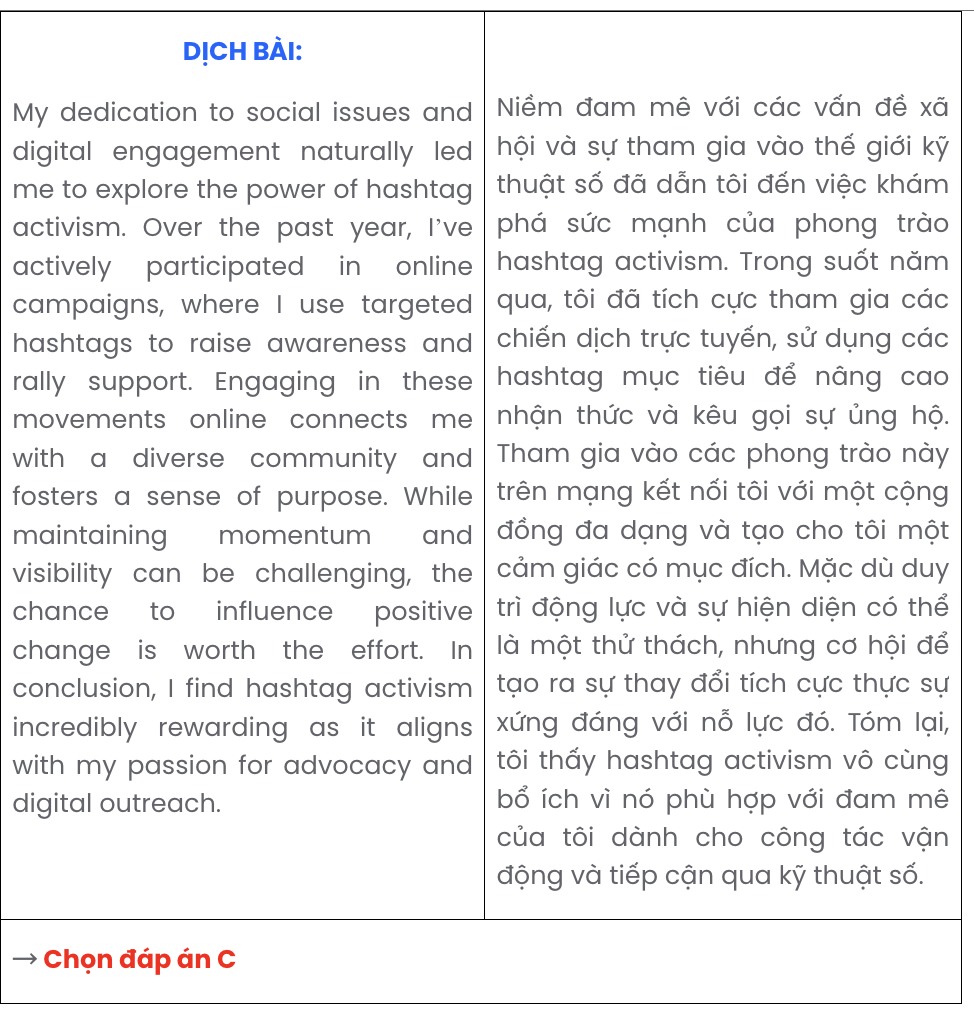 DỊCH BÀI:
My dedication to social issues and
digital engagement naturally led
me to explore the power of hashtag
activism. Over the past year, I’ve
actively participated in online
campaigns, where I use targeted
hashtags to raise awareness and
rally support. Engaging in these
movements online connects me
with a diverse community and
fosters a sense of purpose. While
maintaining momentum and
visibility can be challenging, the
chance to influence positive
change is worth the effort. In
conclusion, I find hashtag activism
incredibly rewarding as it aligns
with my passion for advocacy and
digital outreach.
Niềm đam mê với các vấn đề xã
hội và sự tham gia vào thế giới kỹ
thuật số đã dẫn tôi đến việc khám
phá sức mạnh của phong trào
hashtag activism. Trong suốt năm
qua, tôi đã tích cực tham gia các
chiến dịch trực tuyến, sử dụng các
hashtag mục tiêu để nâng cao
nhận thức và kêu gọi sự ủng hộ.
Tham gia vào các phong trào này
trên mạng kết nối tôi với một cộng
đồng đa dạng và tạo cho tôi một
cảm giác có mục đích. Mặc dù duy
trì động lực và sự hiện diện có thể
là một thử thách, nhưng cơ hội để
tạo ra sự thay đổi tích cực thực sự
xứng đáng với nỗ lực đó. Tóm lại,
tôi thấy hashtag activism vô cùng
bổ ích vì nó phù hợp với đam mê
của tôi dành cho công tác vận
động và tiếp cận qua kỹ thuật số.
→ Chọn đáp án C